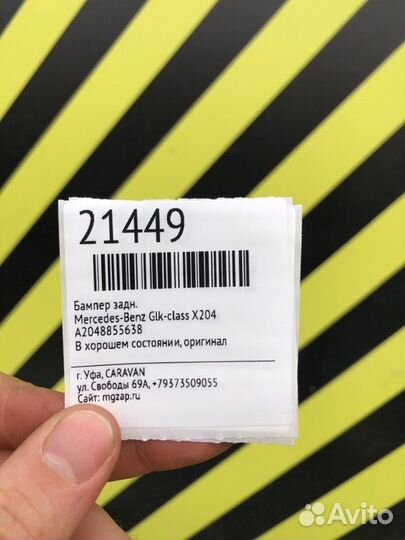 21449
Бампер задн.
Mercedes-Benz Glk-class X204
A2048855638
В хорошем состоянии, оригинал
г. Уфа, CARAVAN
ул. Свободы 69А, +79373509055
Сайт: mgzap.ru
Avito